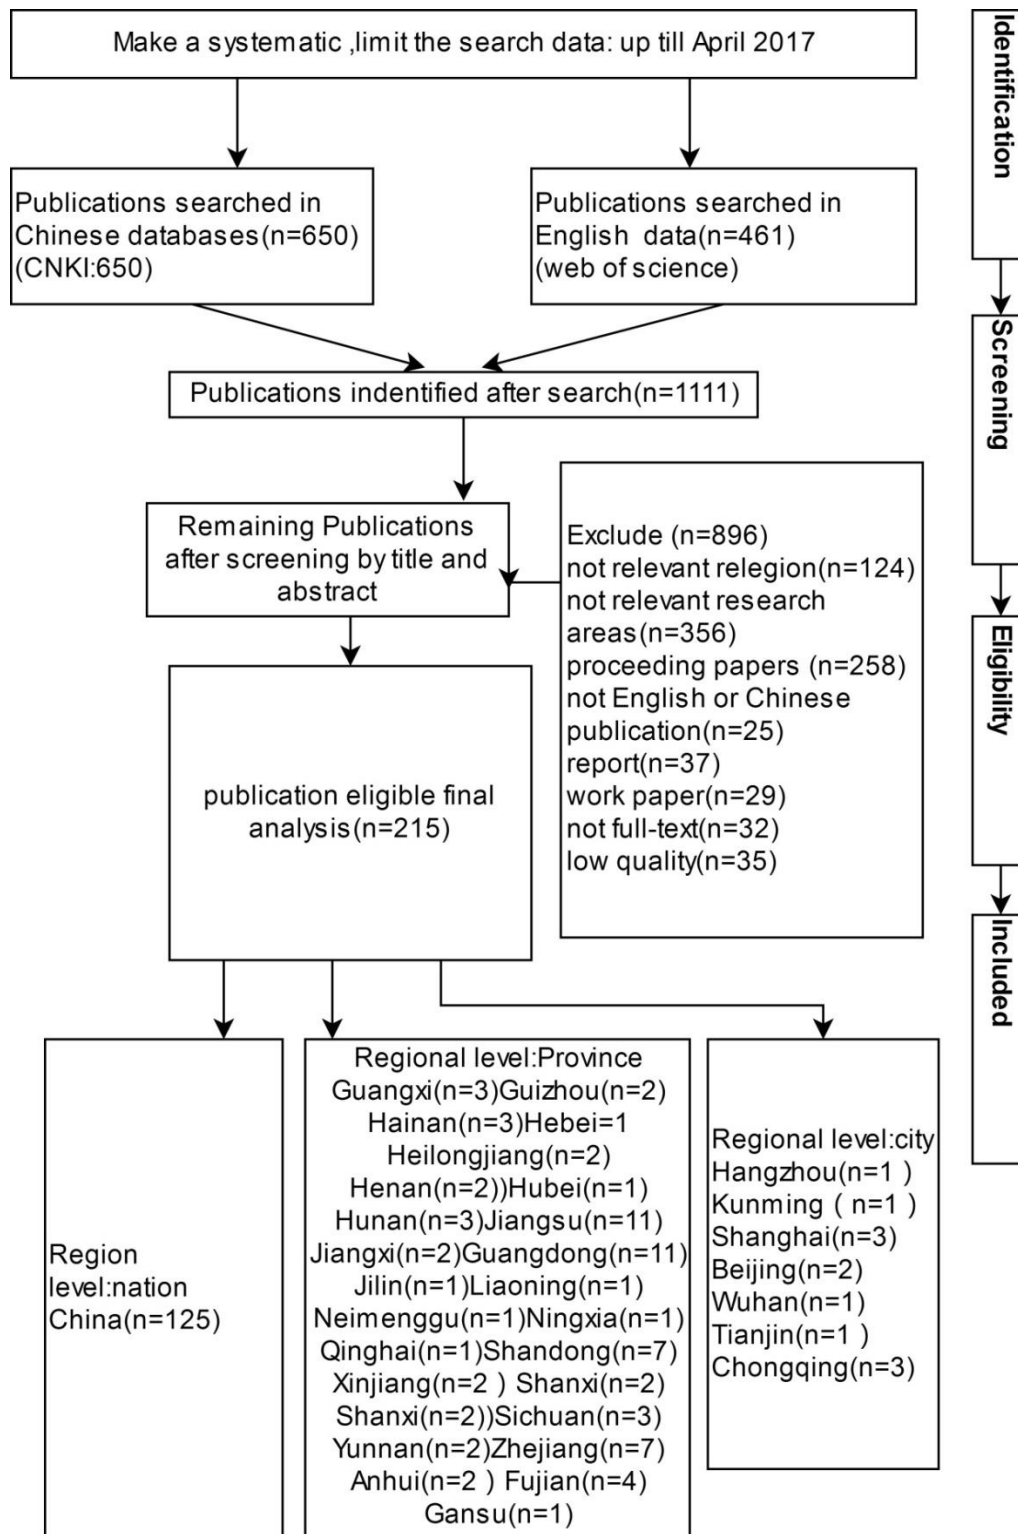 Make a systematic ,limit the search data: up till April 2017
Publications searched in
Chinese databases(n=650)
(CNKI:650)
Publications searched in
English data(n=461)
(web of science)
Publications indentified after search(n=1111)
Remaining Publications
after screening by title and
abstract
Exclude (n=896)
not relevant relegion(n=124)
not relevant research
areas(n=356)
proceeding papers (n=258)
not English or Chinese
publication(n=25)
report(n=37)
work paper(n=29)
not full-text(n=32)
low quality(n=35)
publication eligible final
analysis(n=215)
Region
level:nation
China(n=125)
Regional level:Province
Guangxi(n=3)Guizhou(n=2)
Hainan(n=3)Hebei=1
Heilongjiang(n=2)
Henan(n=2))Hubei(n=1)
Hunan(n=3)Jiangsu(n=11)
Jiangxi(n=2)Guangdong(n=11)
Jilin(n=1)Liaoning(n=1)
Neimenggu(n=1)Ningxia(n=1)
Qinghai(n=1)Shandong(n=7)
Xinjiang(n=2 ) Shanxi(n=2)
Shanxi(n=2))Sichuan(n=3)
Yunnan(n=2)Zhejiang(n=7)
Anhui(n=2 ) Fujian(n=4)
Gansu(n=1)
Regional level:city
Hangzhou(n=1 )
Kunming ( n=1 )
Shanghai(n=3)
Beijing(n=2)
Wuhan(n=1)
Tianjin(n=1 )
Chongqing(n=3)
Identification
Screening
Eligibility
Included